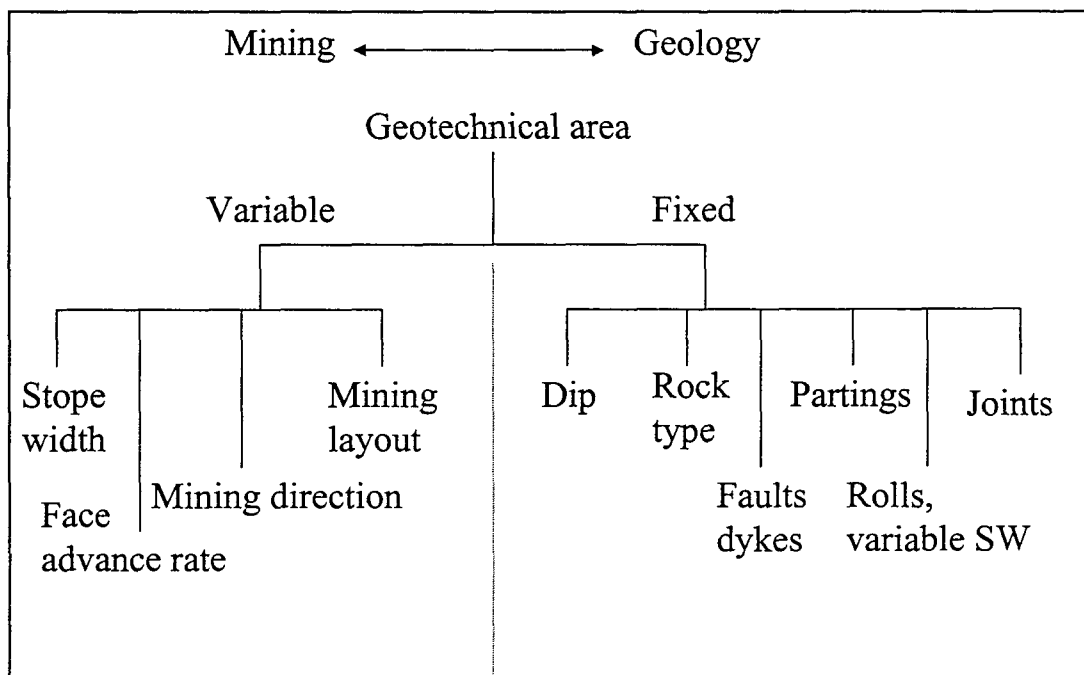 Mining Geology
Geotechnical area
Variable Fixed
Stope
width
Face
advance rate
Mining direction
Mining
layout
Dip
Rock
type
Faults
dykes
Partings
Rolls,
variable SW
Joints